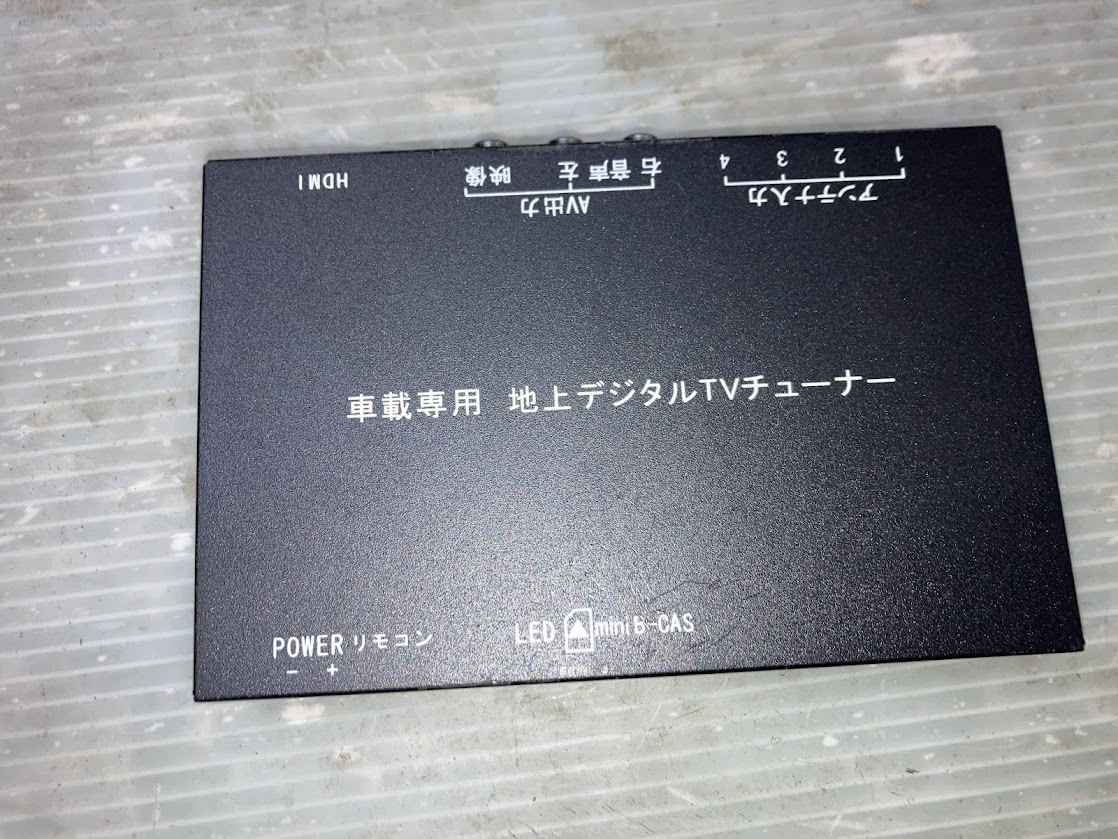 HDMI
映像 左 音声 右
AV出力
4 3 2 1
アンテナ入力
車載専用 地上デジタルTVチューナー
POWER リモコン
- +
LED mini b-CAS